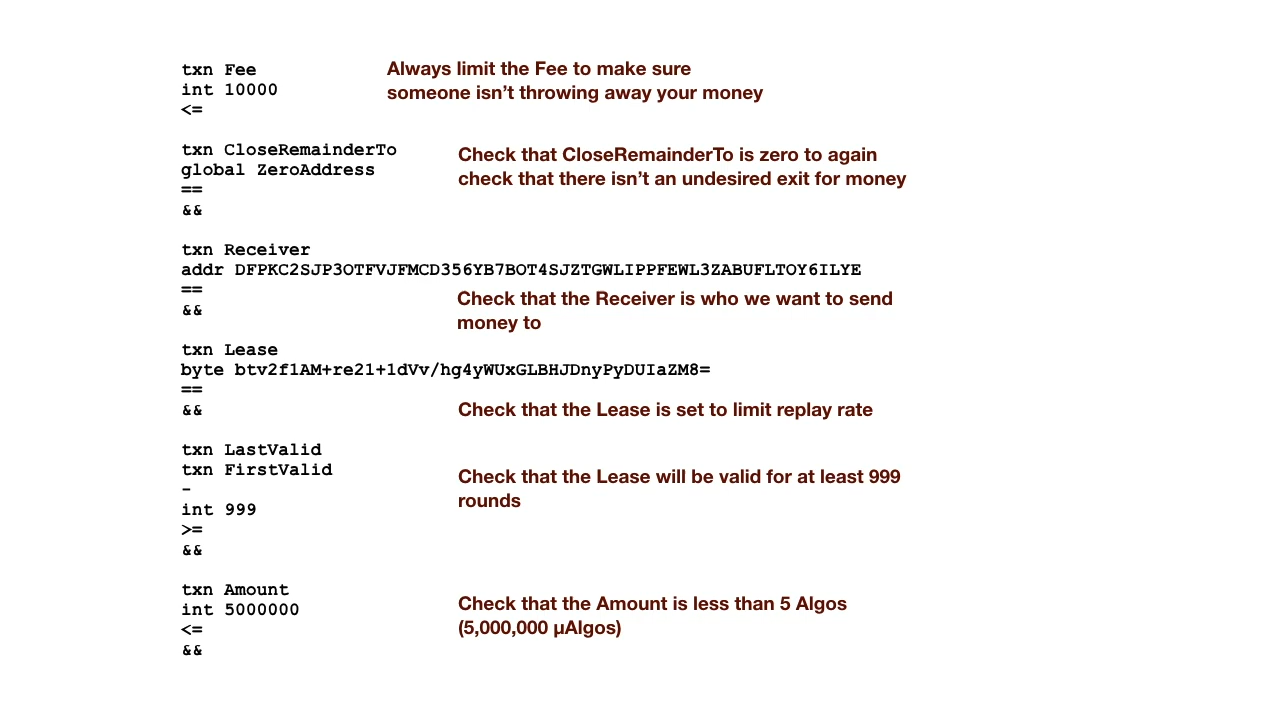 txn Fee
int 10000
<=
Always limit the Fee to make sure
someone isn’t throwing away your money
txn CloseRemainderTo
global ZeroAddress
==
&&
Check that CloseRemainderTo is zero to again
check that there isn’t an undesired exit for money
txn Receiver
addr DFPKC2SJP3OTFVJFMCD356YB7BOT4SJZTGWLIPPFEWL3ZABUFLTOY6ILYE
==
&&
Check that the Receiver is who we want to send
money to
txn Lease
byte btv2f1AM+re21+1dVv/hg4yWUxGLBHJDnyPyDUIaZM8=
==
&&
Check that the Lease is set to limit replay rate
txn LastValid
txn FirstValid
-
int 999
>=
&&
Check that the Lease will be valid for at least 999
rounds
txn Amount
int 5000000
<=
&&
Check that the Amount is less than 5 Algos
(5,000,000 µAlgos)